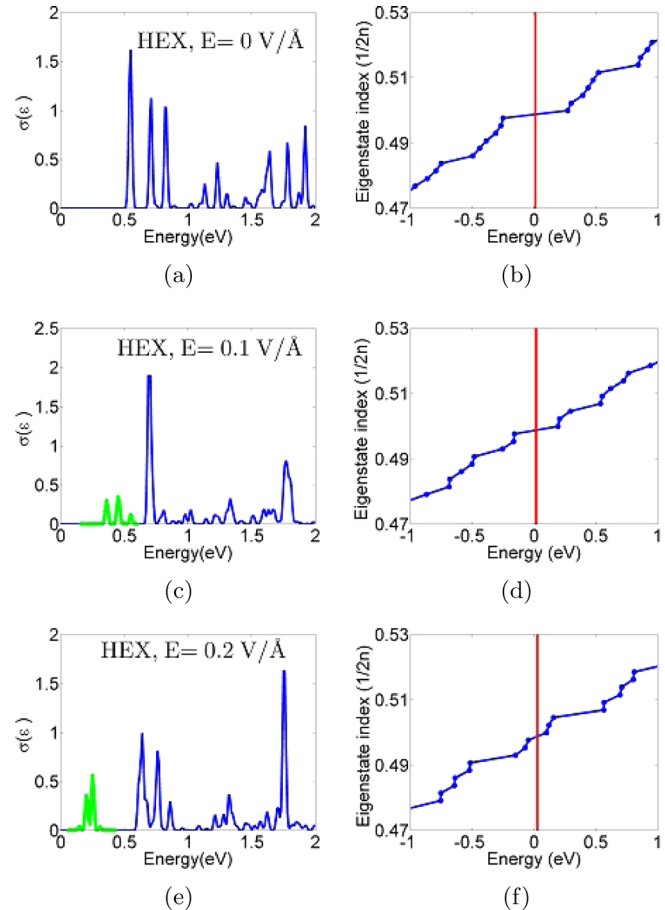 HEX, E= 0 V/Å
σ(ε)
2
1.5
1
0.5
0
0 0.5 1 1.5 2
Energy(eV)
(a)
Eigenstate index (1/2n)
0.53
0.51
0.49
0.47
-1 -0.5 0 0.5 1
Energy (eV)
(b)
HEX, E= 0.1 V/Å
σ(ε)
2.5
2
1.5
1
0.5
0
0 0.5 1 1.5 2
Energy(eV)
(c)
Eigenstate index (1/2n)
0.53
0.51
0.49
0.47
-1 -0.5 0 0.5 1
Energy (eV)
(d)
HEX, E= 0.2 V/Å
σ(ε)
2
1.5
1
0.5
0
0 0.5 1 1.5 2
Energy(eV)
(e)
Eigenstate index (1/2n)
0.53
0.51
0.49
0.47
-1 -0.5 0 0.5 1
Energy (eV)
(f)